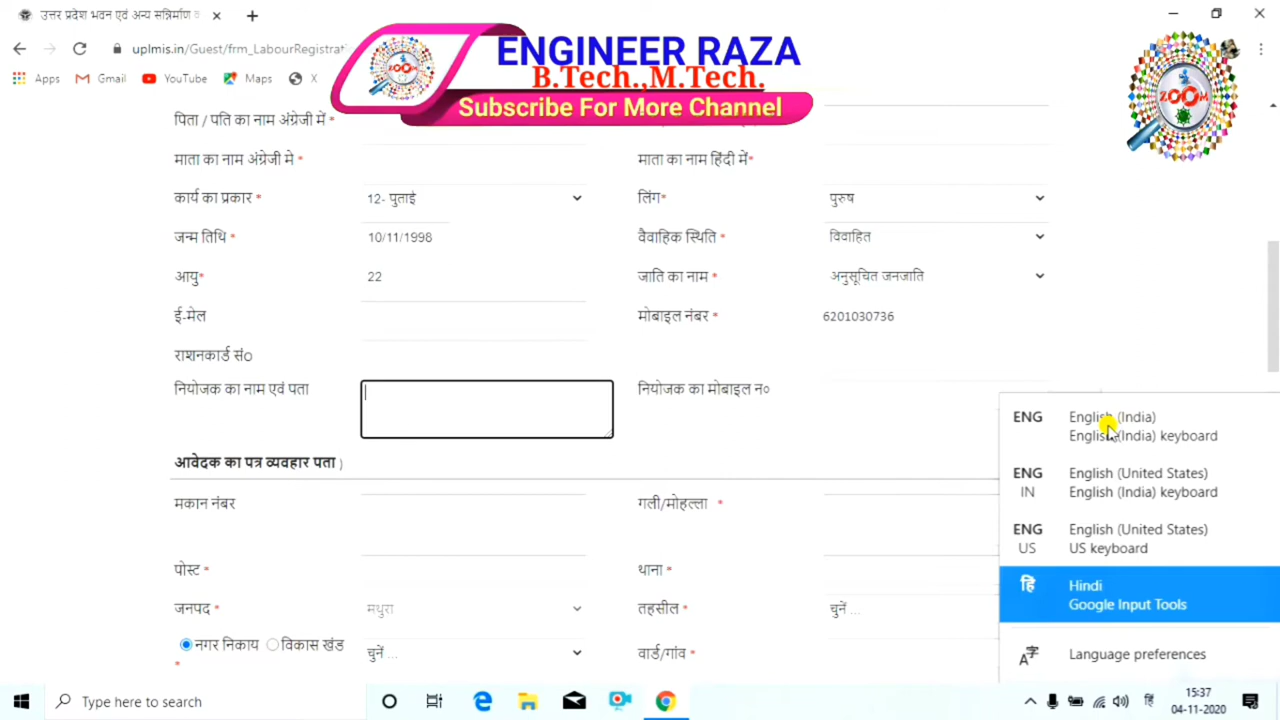 उत्तर प्रदेश भवन एवं अन्य सन्निर्माण
uplmis.in/Guest/frm_LabourRegistrati
Apps Gmail YouTube Maps X
ENGINEER RAZA
B.Tech.,M.Tech.
Subscribe For More Channel
ZOOM
पिता / पति का नाम अंग्रेजी में *
माता का नाम अंग्रेजी मे * माता का नाम हिंदी में*
कार्य का प्रकार * 12- पुताई लिंग* पुरुष
जन्म तिथि * 10/11/1998 वैवाहिक स्थिति * विवाहित
आयु* 22 जाति का नाम * अनुसूचित जनजाति
ई-मेल मोबाइल नंबर * 6201030736
राशनकार्ड सं०
नियोजक का नाम एवं पता नियोजक का मोबाइल न०
ENG English (India)
English (India) keyboard
आवेदक का पत्र व्यवहार पता )
ENG English (United States)
IN English (India) keyboard
मकान नंबर गली/मोहल्ला *
ENG English (United States)
US US keyboard
पोस्ट * थाना *
हि Hindi
Google Input Tools
जनपद * मथुरा तहसील * चुनें ...
नगर निकाय विकास खंड * चुनें ... वार्ड/गांव *
Language preferences
Type here to search
हि 15:37
04-11-2020